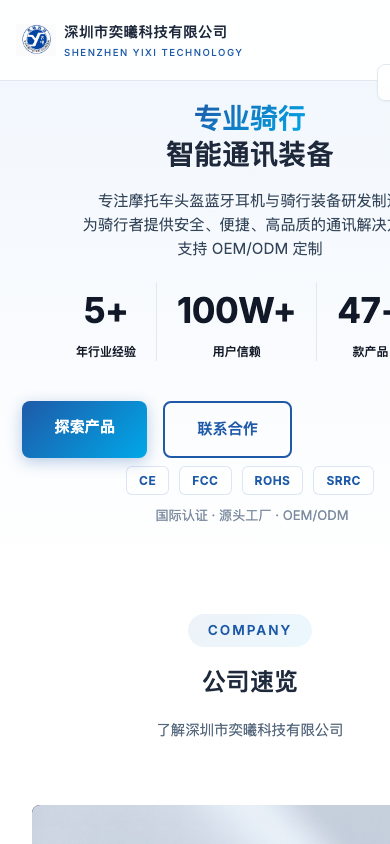 深圳市奕曦科技有限公司
SHENZHEN YIXI TECHNOLOGY
专业骑行
智能通讯装备
专注摩托车头盔蓝牙耳机与骑行装备研发制
为骑行者提供安全、便捷、高品质的通讯解决
支持 OEM/ODM 定制
5+ 100W+ 47
年行业经验 用户信赖 款产品
探索产品 联系合作
CE FCC ROHS SRRC
国际认证 · 源头工厂 · OEM/ODM
COMPANY
公司速览
了解深圳市奕曦科技有限公司